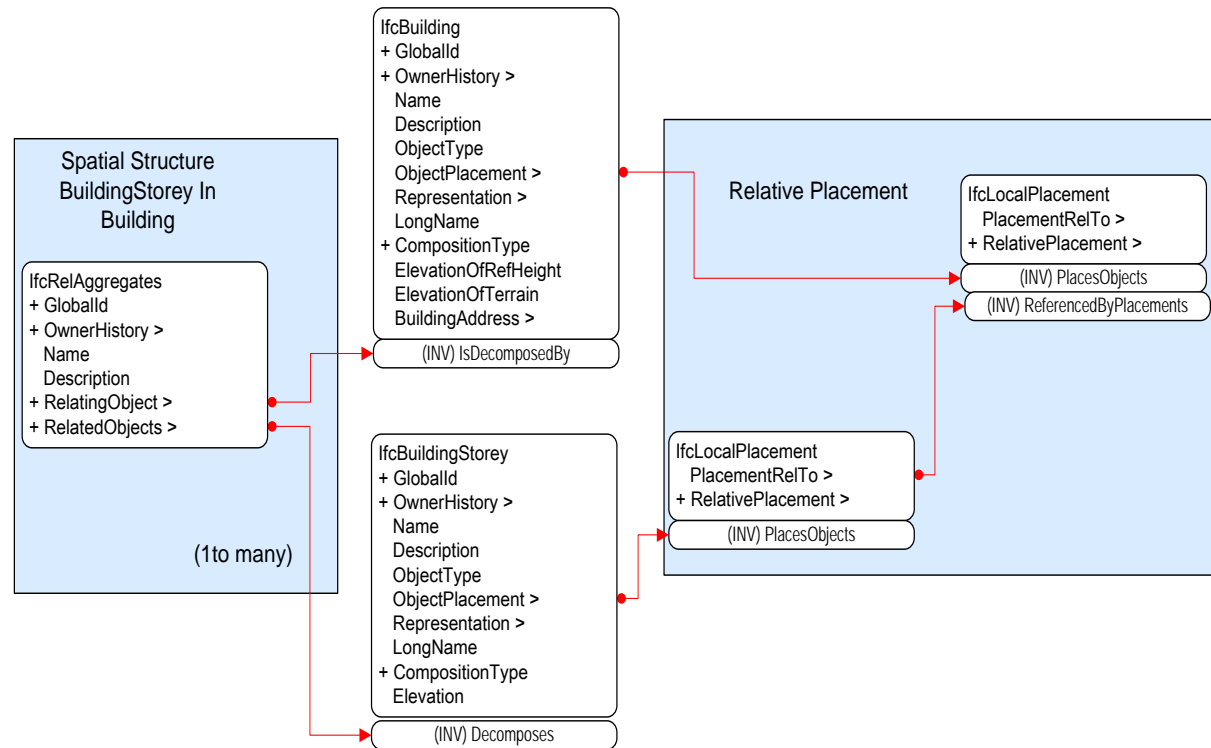 IfcBuilding
+ GlobalId
+ OwnerHistory >
Name
Description
ObjectType
ObjectPlacement >
Representation >
LongName
+ CompositionType
ElevationOfRefHeight
ElevationOfTerrain
BuildingAddress >
(INV) IsDecomposedBy
Spatial Structure
BuildingStorey In
Building
IfcRelAggregates
+ GlobalId
+ OwnerHistory >
Name
Description
+ RelatingObject >
+ RelatedObjects >
(1to many)
IfcBuildingStorey
+ GlobalId
+ OwnerHistory >
Name
Description
ObjectType
ObjectPlacement >
Representation >
LongName
+ CompositionType
Elevation
(INV) Decomposes
Relative Placement
IfcLocalPlacement
PlacementRelTo >
+ RelativePlacement >
(INV) PlacesObjects
(INV) ReferencedByPlacements
IfcLocalPlacement
PlacementRelTo >
+ RelativePlacement >
(INV) PlacesObjects